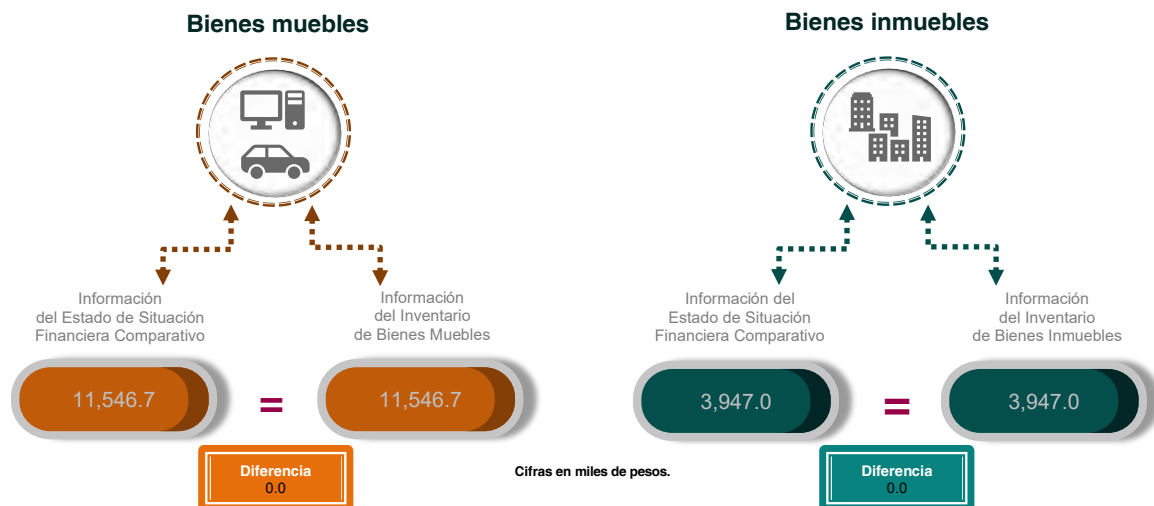 Bienes muebles
Información
del Estado de Situación
Financiera Comparativo
Información
del Inventario
de Bienes Muebles
11,546.7
=
11,546.7
Diferencia
0.0
Bienes inmuebles
Información del
Estado de Situación
Financiera Comparativo
Información
del Inventario
de Bienes Inmuebles
3,947.0
=
3,947.0
Diferencia
0.0
Cifras en miles de pesos.